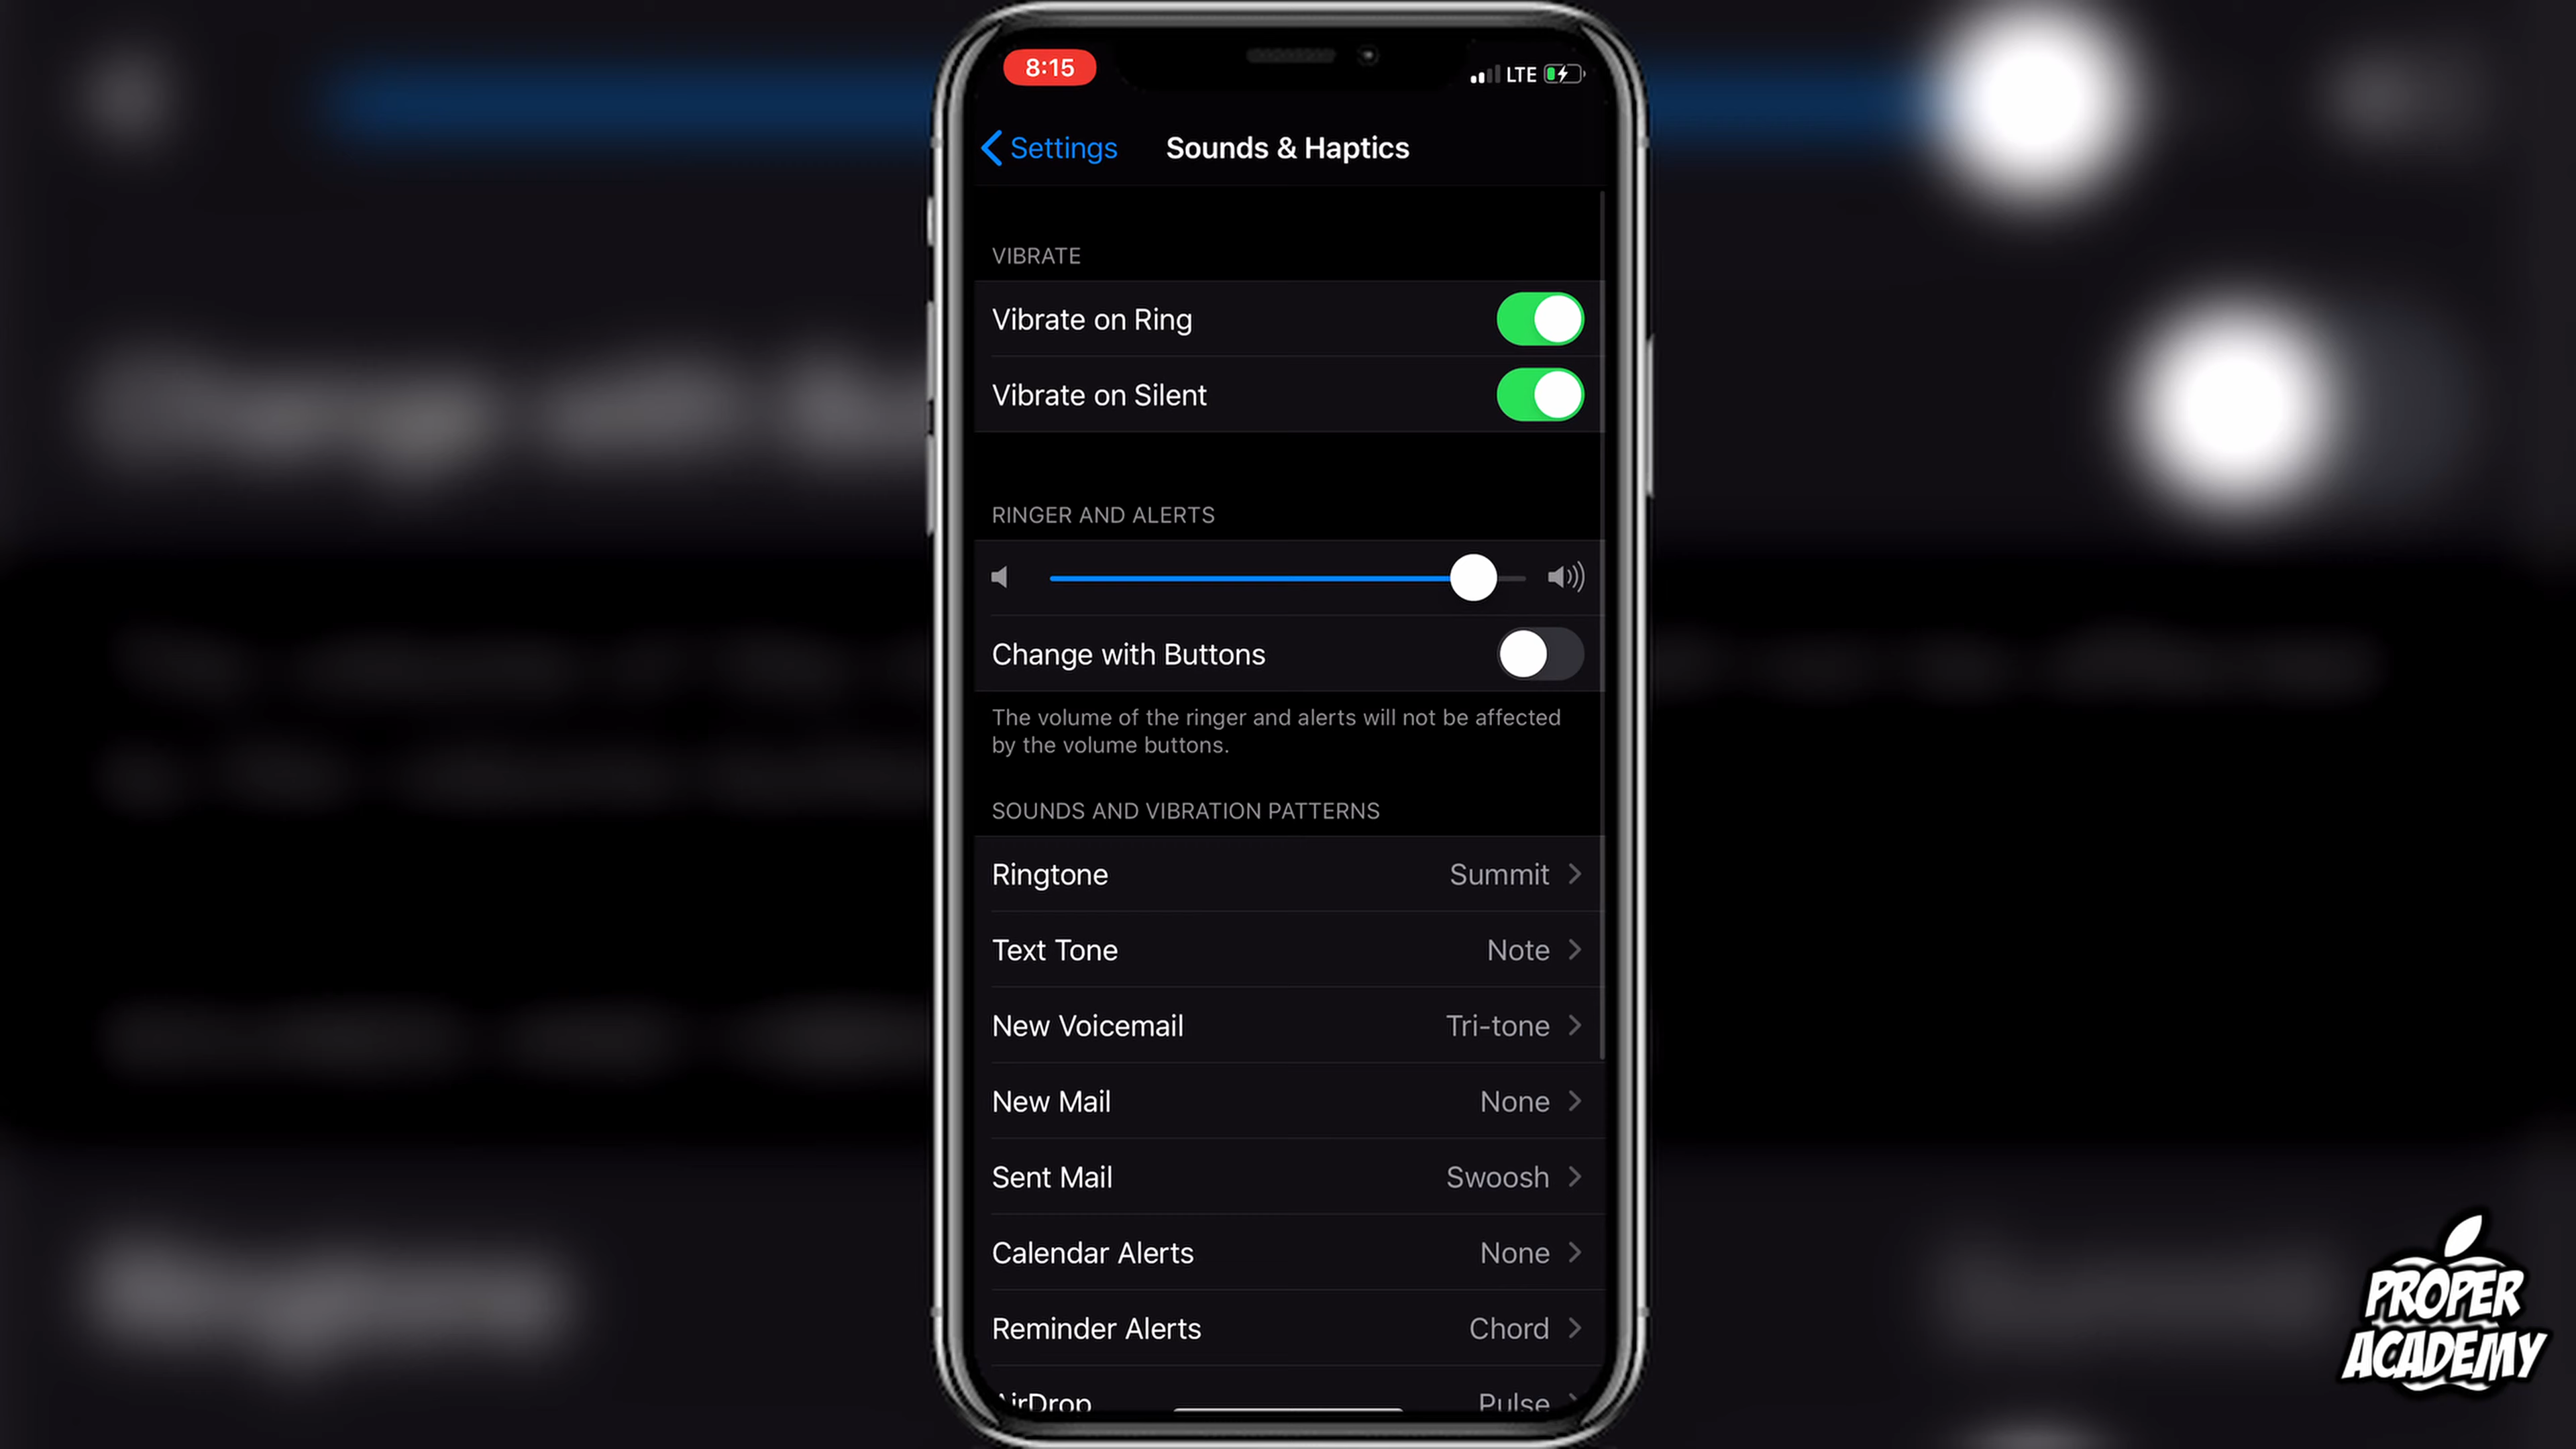 8:15
LTE
Settings
Sounds & Haptics
VIBRATE
Vibrate on Ring
Vibrate on Silent
RINGER AND ALERTS
Change with Buttons
The volume of the ringer and alerts will not be affected
by the volume buttons.
SOUNDS AND VIBRATION PATTERNS
Ringtone Summit
Text Tone Note
New Voicemail Tri-tone
New Mail None
Sent Mail Swoosh
Calendar Alerts None
Reminder Alerts Chord
AirDrop Pulse
PROPER
ACADEMY